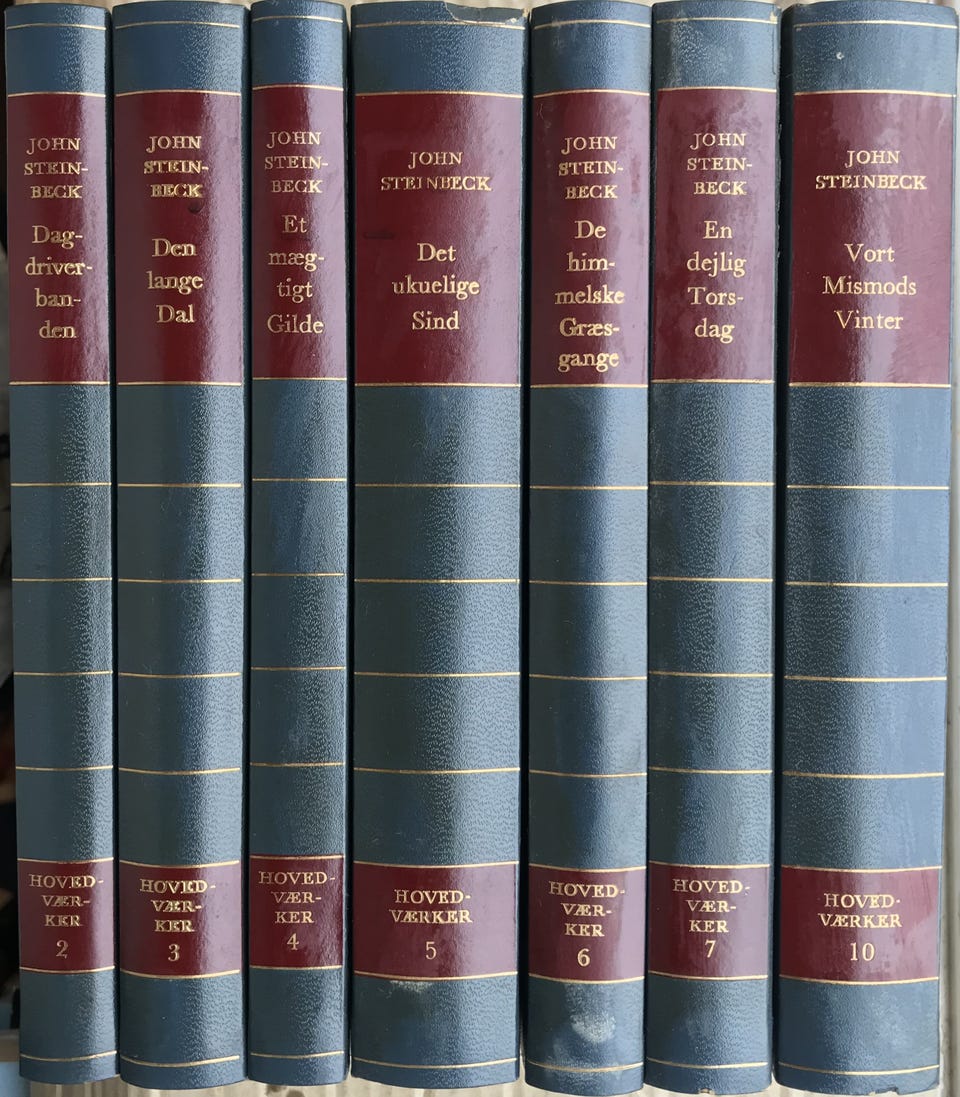 JOHN
STEIN-
BECK
Dag-
driver-
ban-
den
HOVED-
VÆR-
KER
2
JOHN
STEIN-
BECK
Den
lange
Dal
HOVED-
VÆR-
KER
3
JOHN
STEIN-
BECK
Et
mæg-
tigt
Gilde
HOVED-
VÆR-
KER
4
JOHN
STEINBECK
Det
ukuelige
Sind
HOVED-
VÆRKER
5
JOHN
STEIN-
BECK
De
him-
melske
Græs-
gange
HOVED-
VÆR-
KER
6
JOHN
STEIN-
BECK
En
dejlig
Tors-
dag
HOVED-
VÆR-
KER
7
JOHN
STEINBECK
Vort
Mismods
Vinter
HOVED-
VÆRKER
10